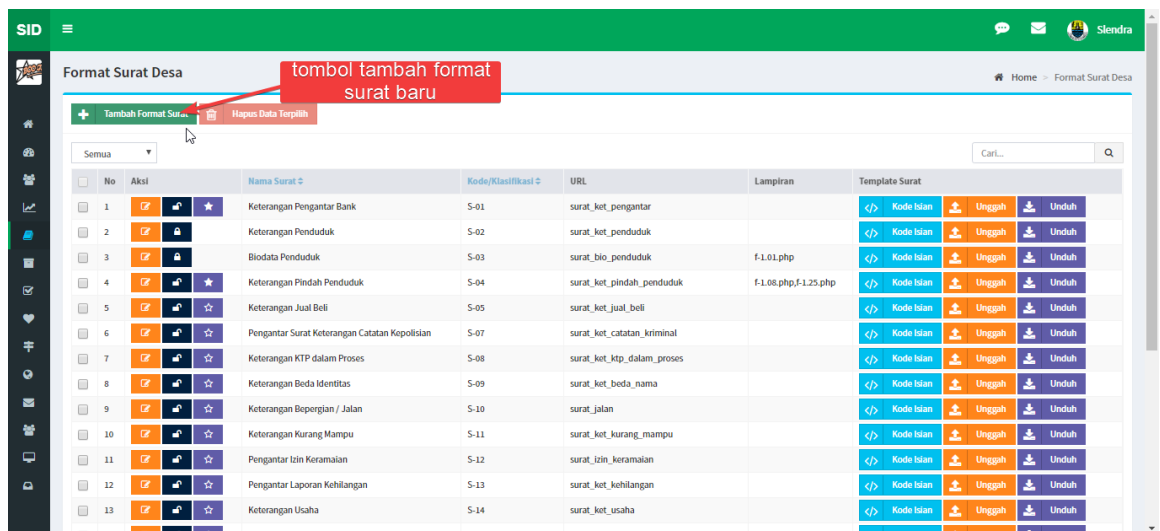 SID
Slendra
Format Surat Desa
tombol tambah format
surat baru
Home > Format Surat Desa
Tambah Format Surat
Hapus Data Terpilih
Semua
Cari...
No Aksi Nama Surat Kode/Klasifikasi URL Lampiran Template Surat
1 Keterangan Pengantar Bank S-01 surat_ket_pengantar Kode Isian Unggah Unduh
2 Keterangan Penduduk S-02 surat_ket_penduduk Kode Isian Unggah Unduh
3 Biodata Penduduk S-03 surat_bio_penduduk f-1.01.php Kode Isian Unggah Unduh
4 Keterangan Pindah Penduduk S-04 surat_ket_pindah_penduduk f-1.08.php,f-1.25.php Kode Isian Unggah Unduh
5 Keterangan Jual Beli S-05 surat_ket_jual_beli Kode Isian Unggah Unduh
6 Pengantar Surat Keterangan Catatan Kepolisian S-07 surat_ket_catatan_kriminal Kode Isian Unggah Unduh
7 Keterangan KTP dalam Proses S-08 surat_ket_ktp_dalam_proses Kode Isian Unggah Unduh
8 Keterangan Beda Identitas S-09 surat_ket_beda_nama Kode Isian Unggah Unduh
9 Keterangan Bepergian / Jalan S-10 surat_jalan Kode Isian Unggah Unduh
10 Keterangan Kurang Mampu S-11 surat_ket_kurang_mampu Kode Isian Unggah Unduh
11 Pengantar Izin Keramaian S-12 surat_izin_keramaian Kode Isian Unggah Unduh
12 Pengantar Laporan Kehilangan S-13 surat_ket_kehilangan Kode Isian Unggah Unduh
13 Keterangan Usaha S-14 surat_ket_usaha Kode Isian Unggah Unduh